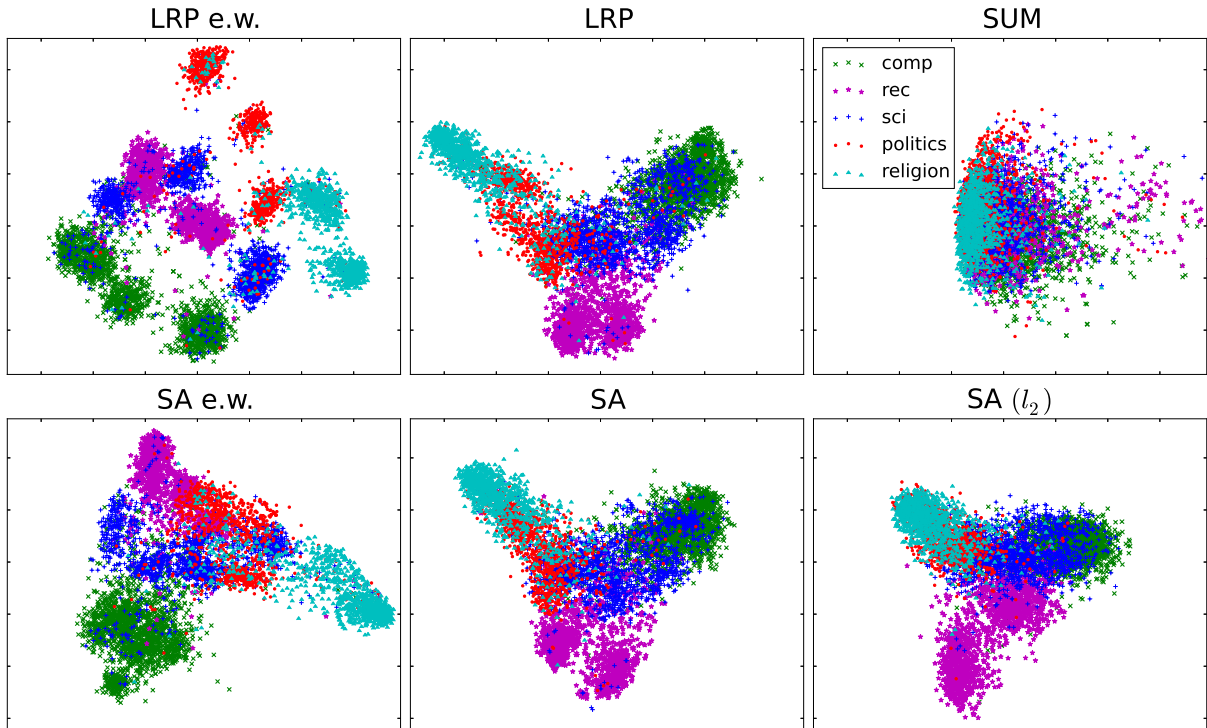 LRP e.w.
LRP
SUM
comp
rec
sci
politics
religion
SA e.w.
SA
SA (l₂)